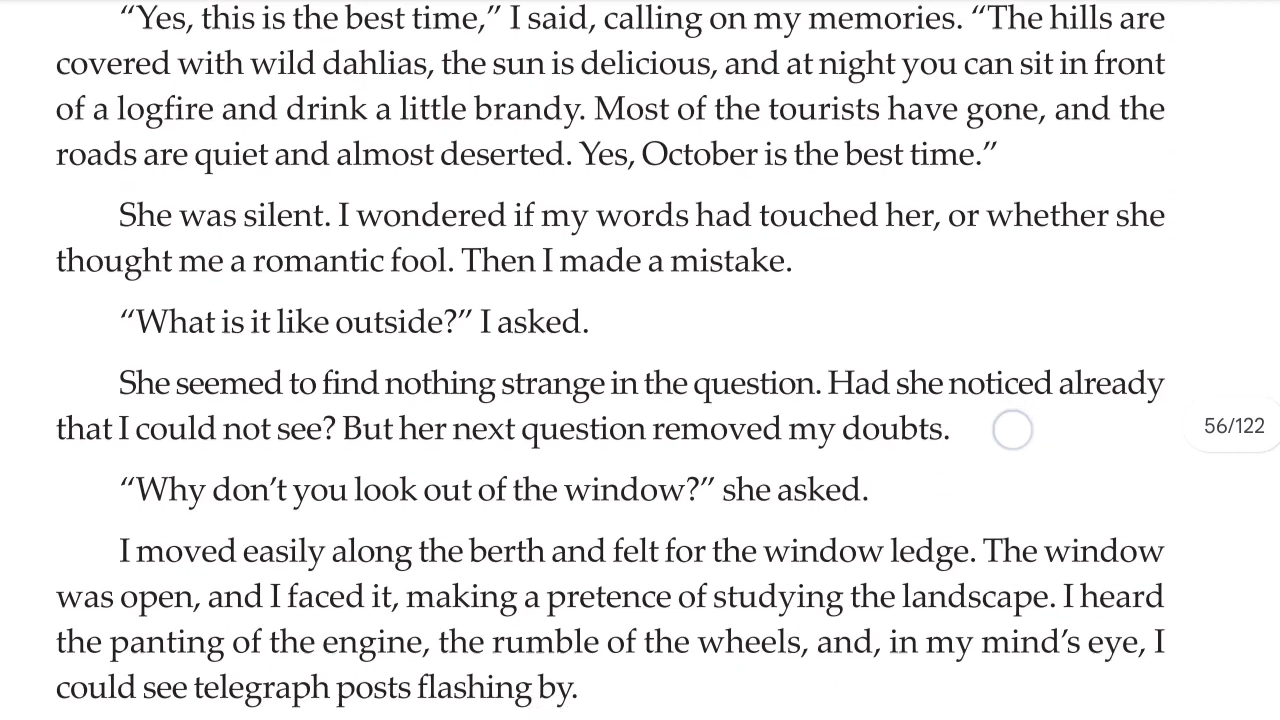 “Yes, this is the best time,” I said, calling on my memories. “The hills are
covered with wild dahlias, the sun is delicious, and at night you can sit in front
of a logfire and drink a little brandy. Most of the tourists have gone, and the
roads are quiet and almost deserted. Yes, October is the best time.”
She was silent. I wondered if my words had touched her, or whether she
thought me a romantic fool. Then I made a mistake.
“What is it like outside?” I asked.
She seemed to find nothing strange in the question. Had she noticed already
that I could not see? But her next question removed my doubts.
56/122
“Why don’t you look out of the window?” she asked.
I moved easily along the berth and felt for the window ledge. The window
was open, and I faced it, making a pretence of studying the landscape. I heard
the panting of the engine, the rumble of the wheels, and, in my mind’s eye, I
could see telegraph posts flashing by.